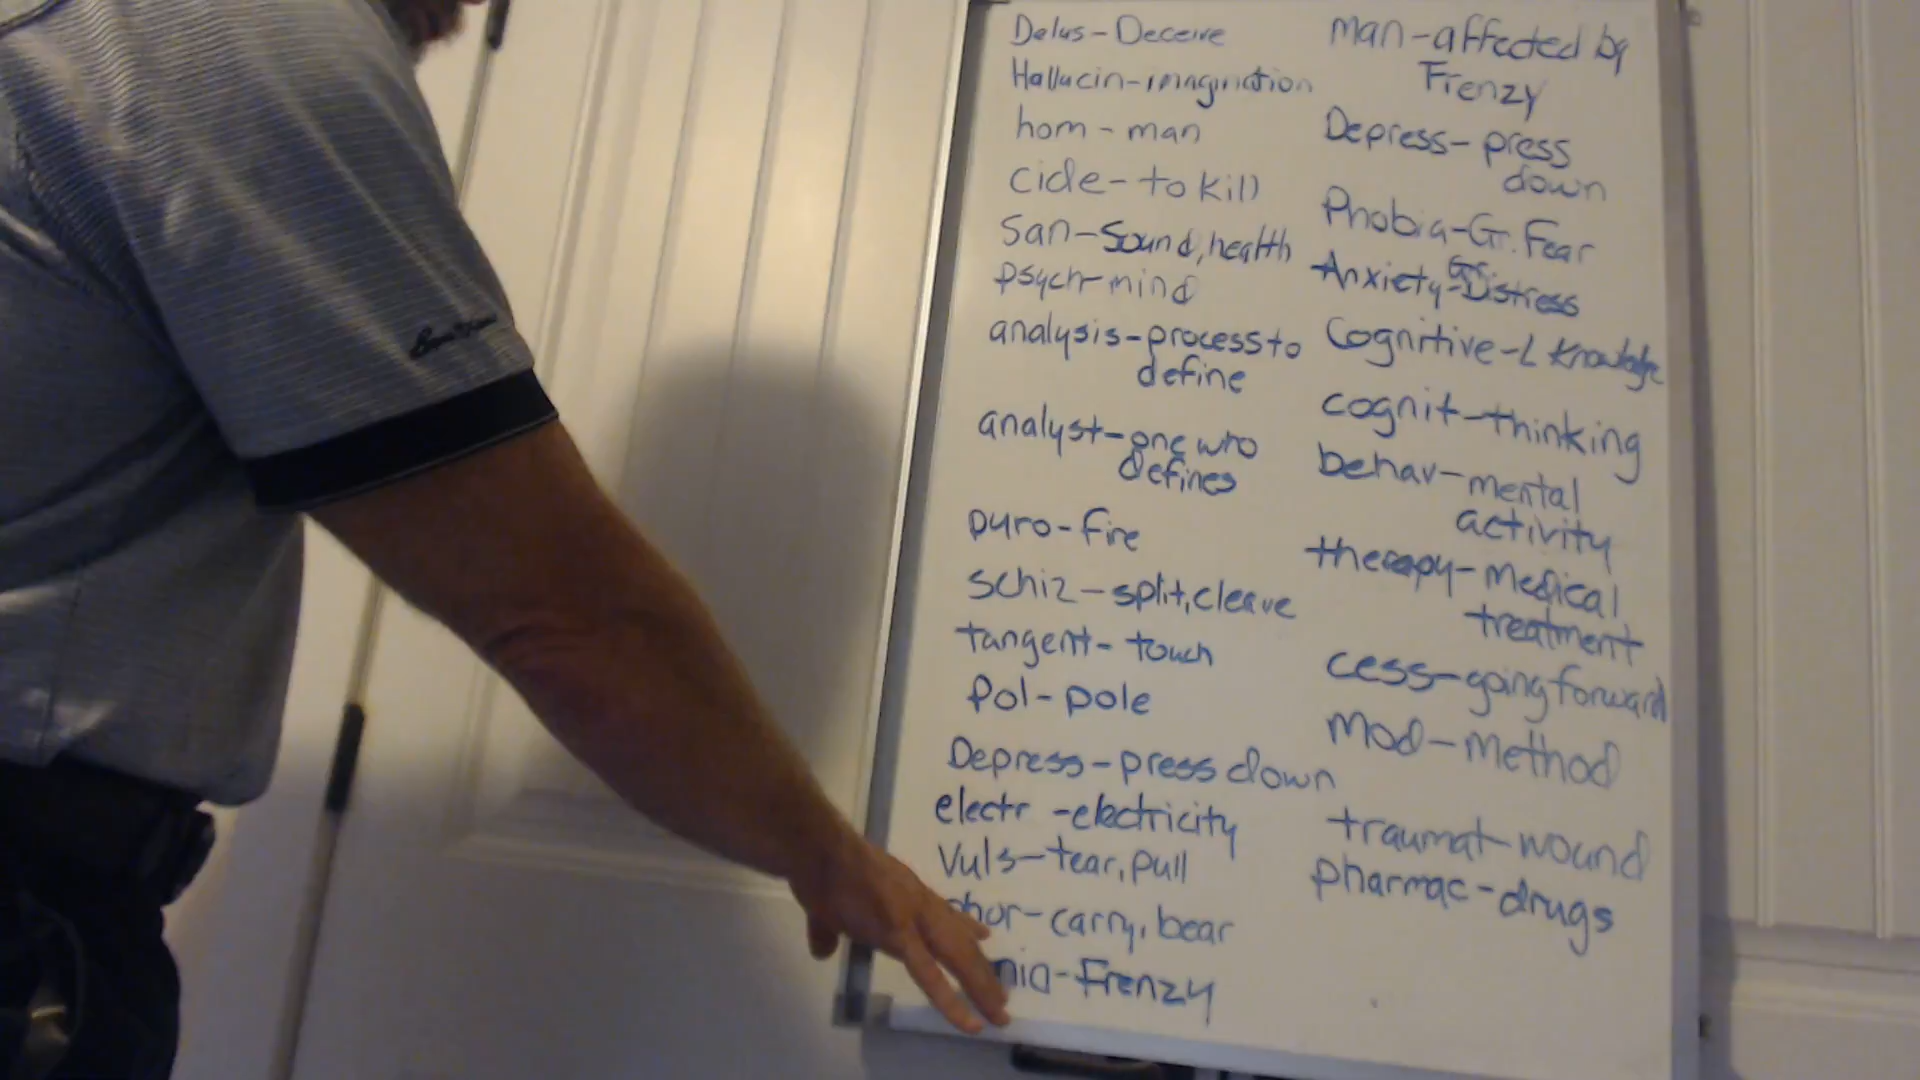 Delus-Deceive
Hallucin-imagination
hom-man
cide-to kill
San-Sound, health
psych-mind
analysis-process to
define
analyst-one who
defines
pyro-fire
schiz-split, cleave
tangent-touch
Pol-pole
Depress-press down
electr-electricity
Vuls-tear, pull
phor-carry, bear
nia-Frenzy
man-affected by
Frenzy
Depress-press
down
Phobia-Gr. Fear
Anxiety-Distress
Cognitive-L Knowledge
cognit-thinking
behav-mental
activity
therapy-medical
treatment
cess-going forward
Mod-Method
traumat-wound
pharmac-drugs